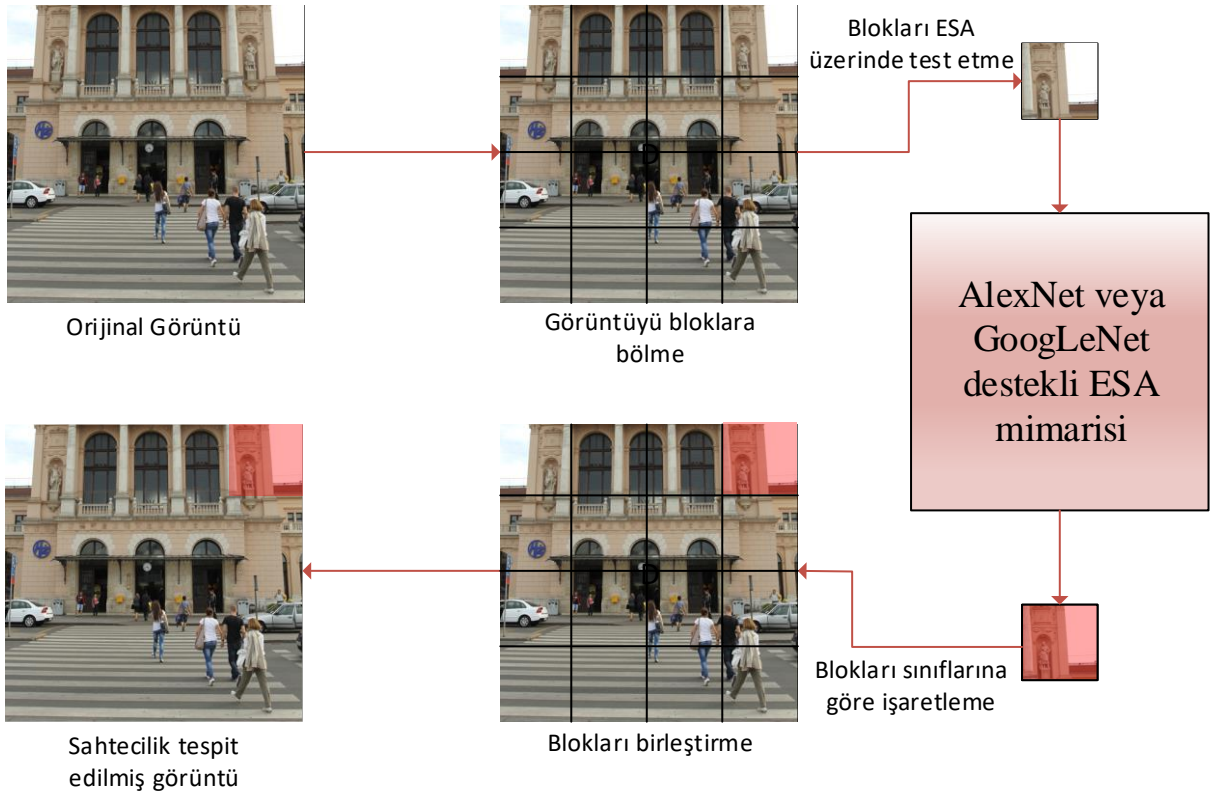 Blokları ESA
üzerinde test etme
Orijinal Görüntü
Görüntüyü bloklara
bölme
D
AlexNet veya
GoogLeNet
destekli ESA
mimarisi
Blokları sınıflarına
göre işaretleme
D
Blokları birleştirme
Sahtecilik tespit
edilmiş görüntü